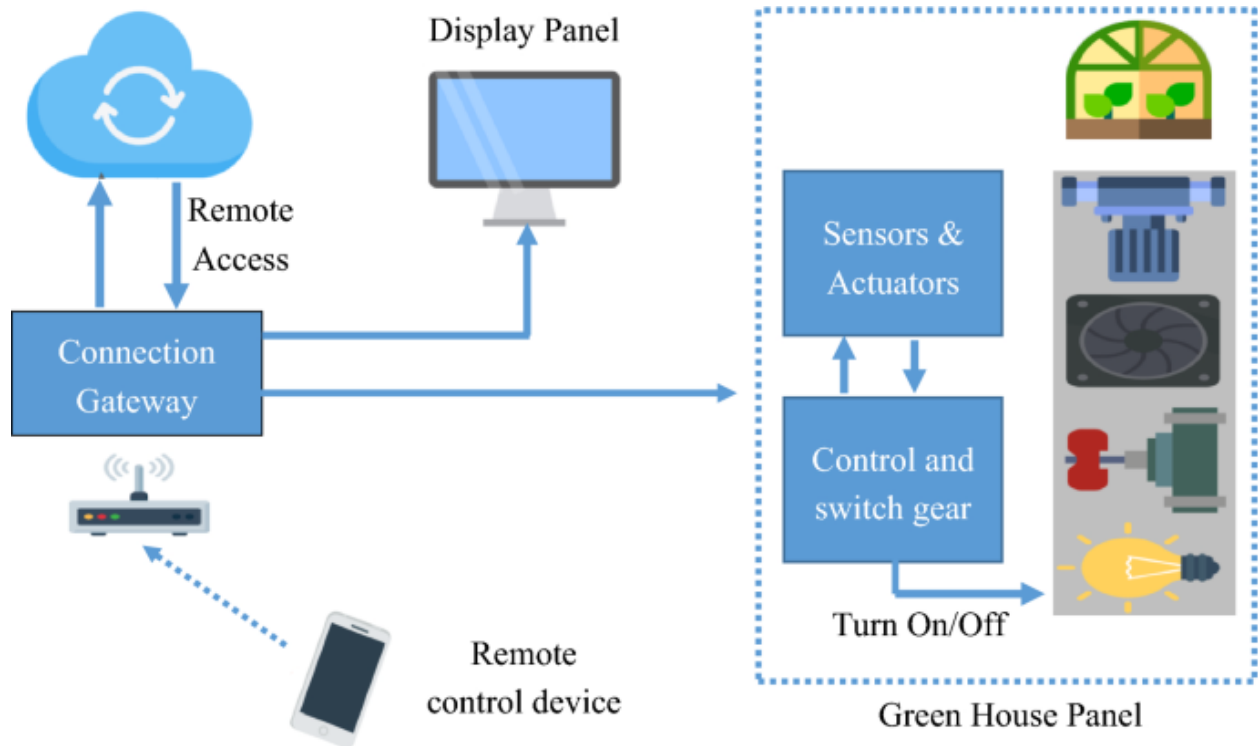 Display Panel
Remote
Access
Connection
Gateway
Sensors &
Actuators
Control and
switch gear
Turn On/Off
Remote
control device
Green House Panel